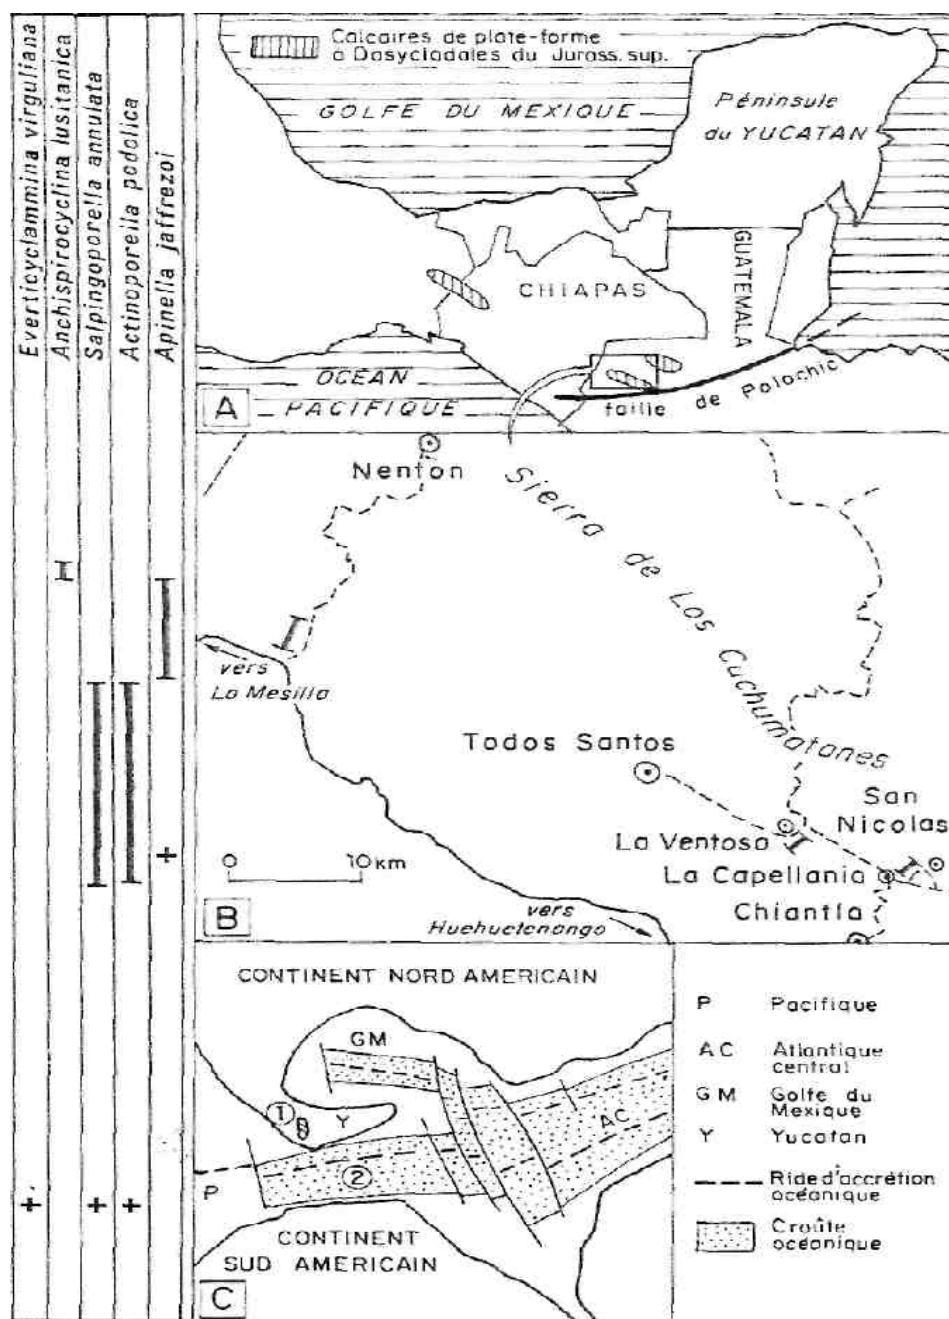 Everticyclammina virguliana
Anchispirocyclina lusitanica
Salpingoporella annulata
Actinoporella podolica
Apinella jaffrezoi
Calcaires de plate-forme
à Dasycladales du Jurass. sup.
GOLFE DU MEXIQUE
Péninsule
du YUCATAN
GUATEMALA
CHIAPAS
OCEAN
PACIFIQUE
faille de Polochic
A
Nenton
Sierra de Los Cuchumatanes
vers
La Mesilla
Todos Santos
San
Nicolas
La Ventosa
La Capellania
Chiantla
0 10 km
vers
Huehuetenango
B
CONTINENT NORD AMERICAIN
GM
1
Y
AC
2
P
CONTINENT
SUD AMERICAIN
C
P Pacifique
AC Atlantique
central
GM Golfe du
Mexique
Y Yucatan
Ride d'accrétion
océanique
Croûte
océanique